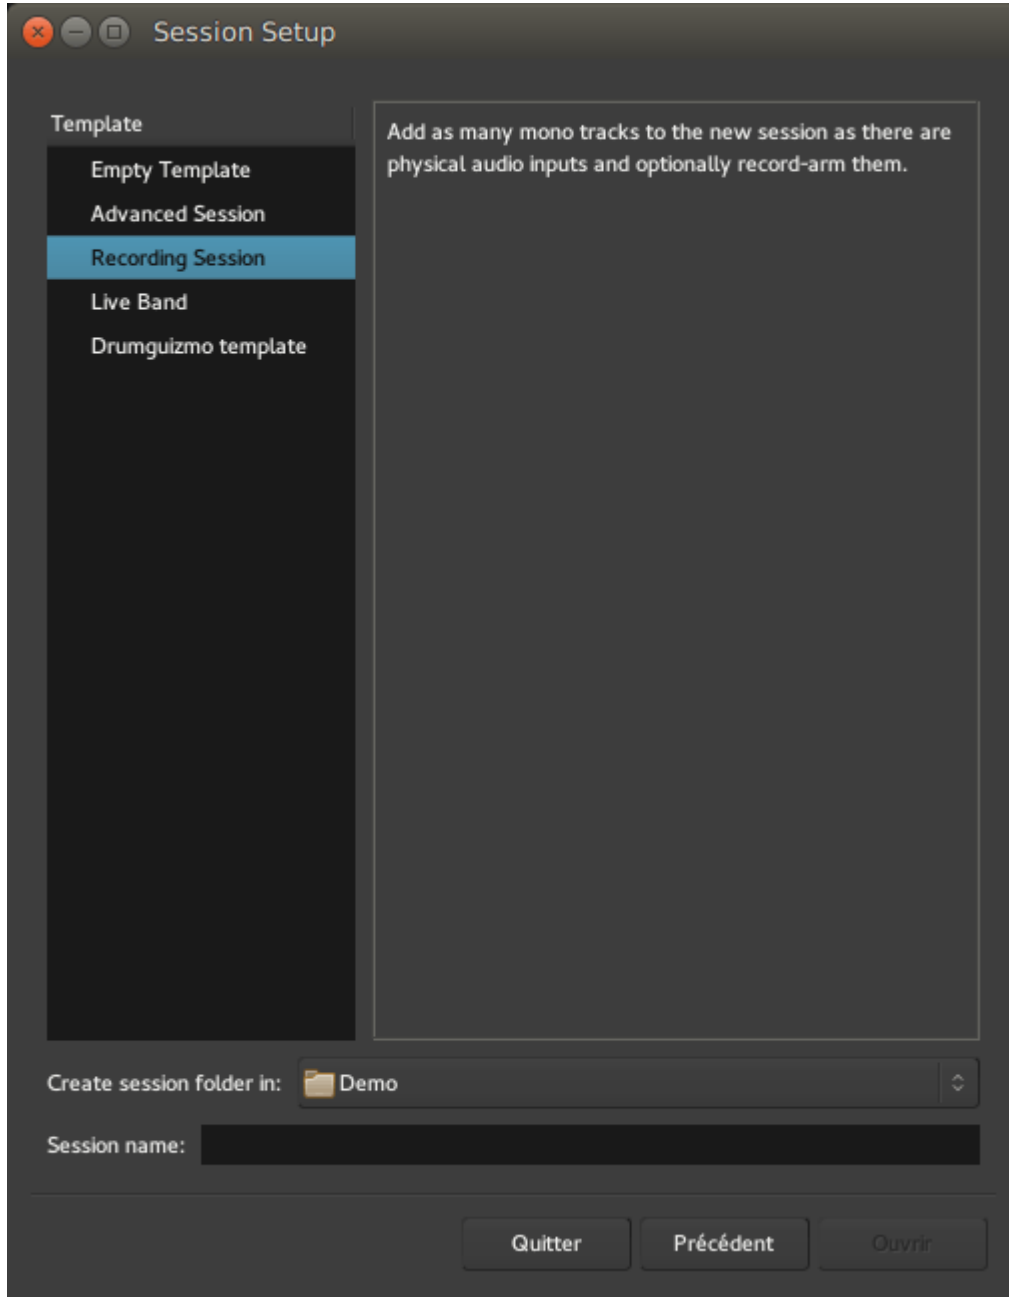 Session Setup
Template
Empty Template
Advanced Session
Recording Session
Live Band
Drumguizmo template
Add as many mono tracks to the new session as there are
physical audio inputs and optionally record-arm them.
Create session folder in: Demo
Session name:
Quitter Précédent Ouvrir